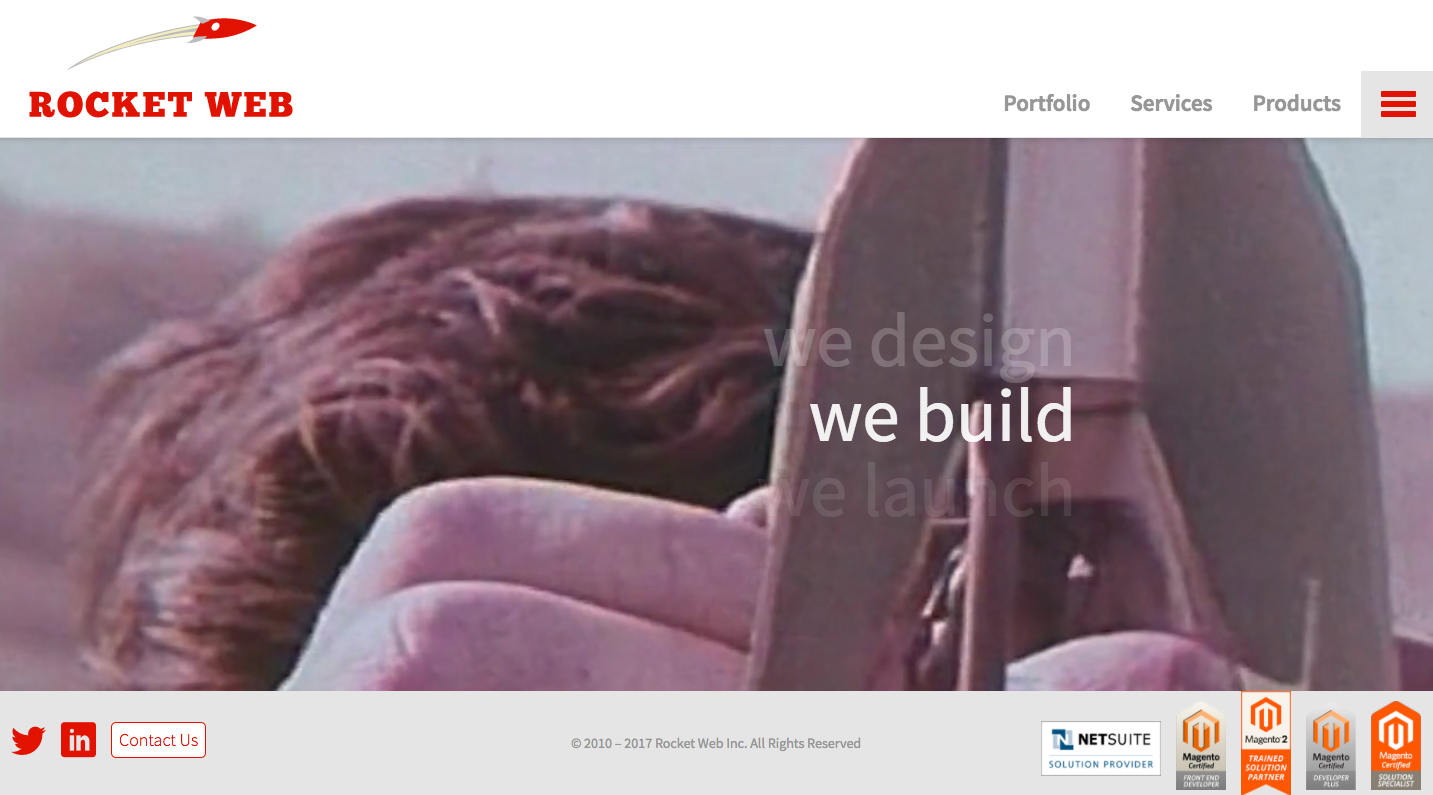 ROCKET WEB
Portfolio
Services
Products
we design
we build
we launch
in
Contact Us
© 2010 – 2017 Rocket Web Inc. All Rights Reserved
N NETSUITE
SOLUTION PROVIDER
Magento
Certified
FRONT END
DEVELOPER
Magento 2
TRAINED
SOLUTION
PARTNER
Magento
Certified
DEVELOPER
PLUS
Magento
Certified
SOLUTION
SPECIALIST